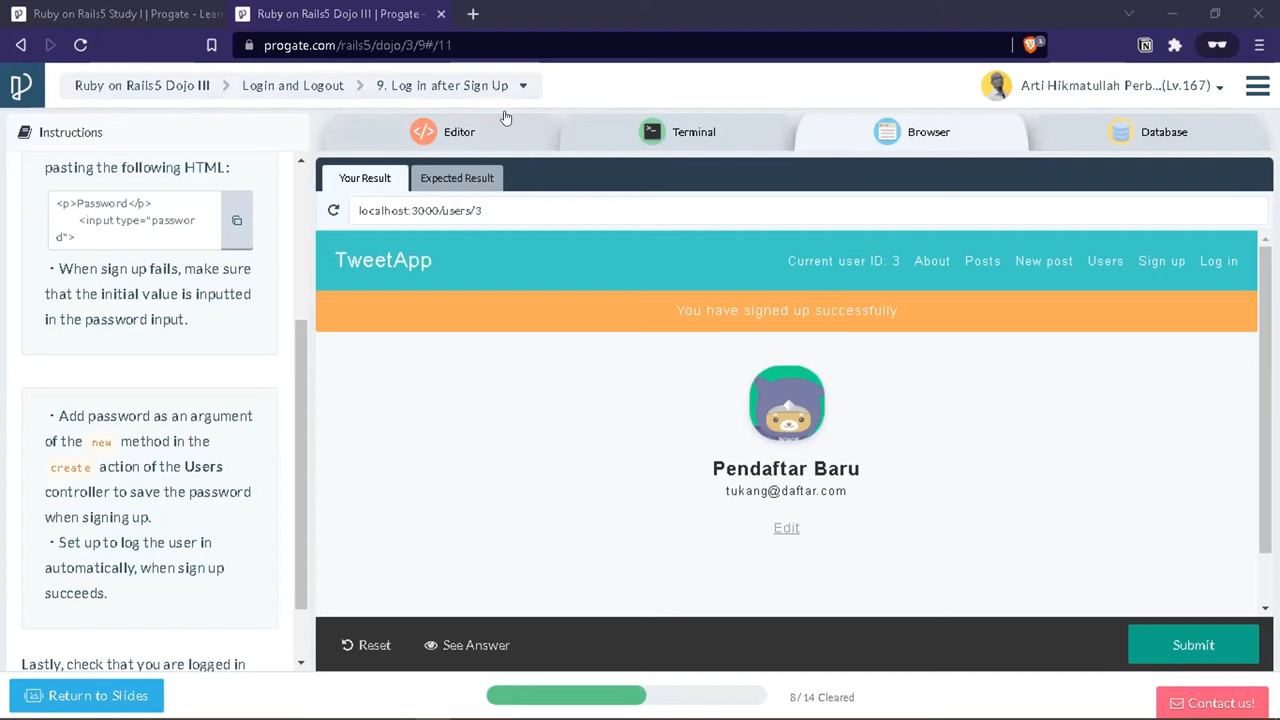 Ruby on Rails5 Study I | Progate - Lear
Ruby on Rails5 Dojo III | Progate -
progate.com/rails5/dojo/3/9#/11
3
Ruby on Rails5 Dojo III
Login and Logout
9. Log in after Sign Up
Arti Hikmatullah Perb...(Lv.167)
Instructions
Editor
Terminal
Browser
Database
pasting the following HTML:
<p>Password</p>
<input type="passwor
d">
・When sign up fails, make sure
that the initial value is inputted
in the password input.
・Add password as an argument
of the new method in the
create action of the Users
controller to save the password
when signing up.
・Set up to log the user in
automatically, when sign up
succeeds.
Lastly, check that you are logged in
Your Result
Expected Result
localhost:3000/users/3
TweetApp
Current user ID: 3 About Posts New post Users Sign up Log in
You have signed up successfully
Pendaftar Baru
tukang@daftar.com
Edit
Reset
See Answer
Submit
Return to Slides
8/14 Cleared
Contact us!